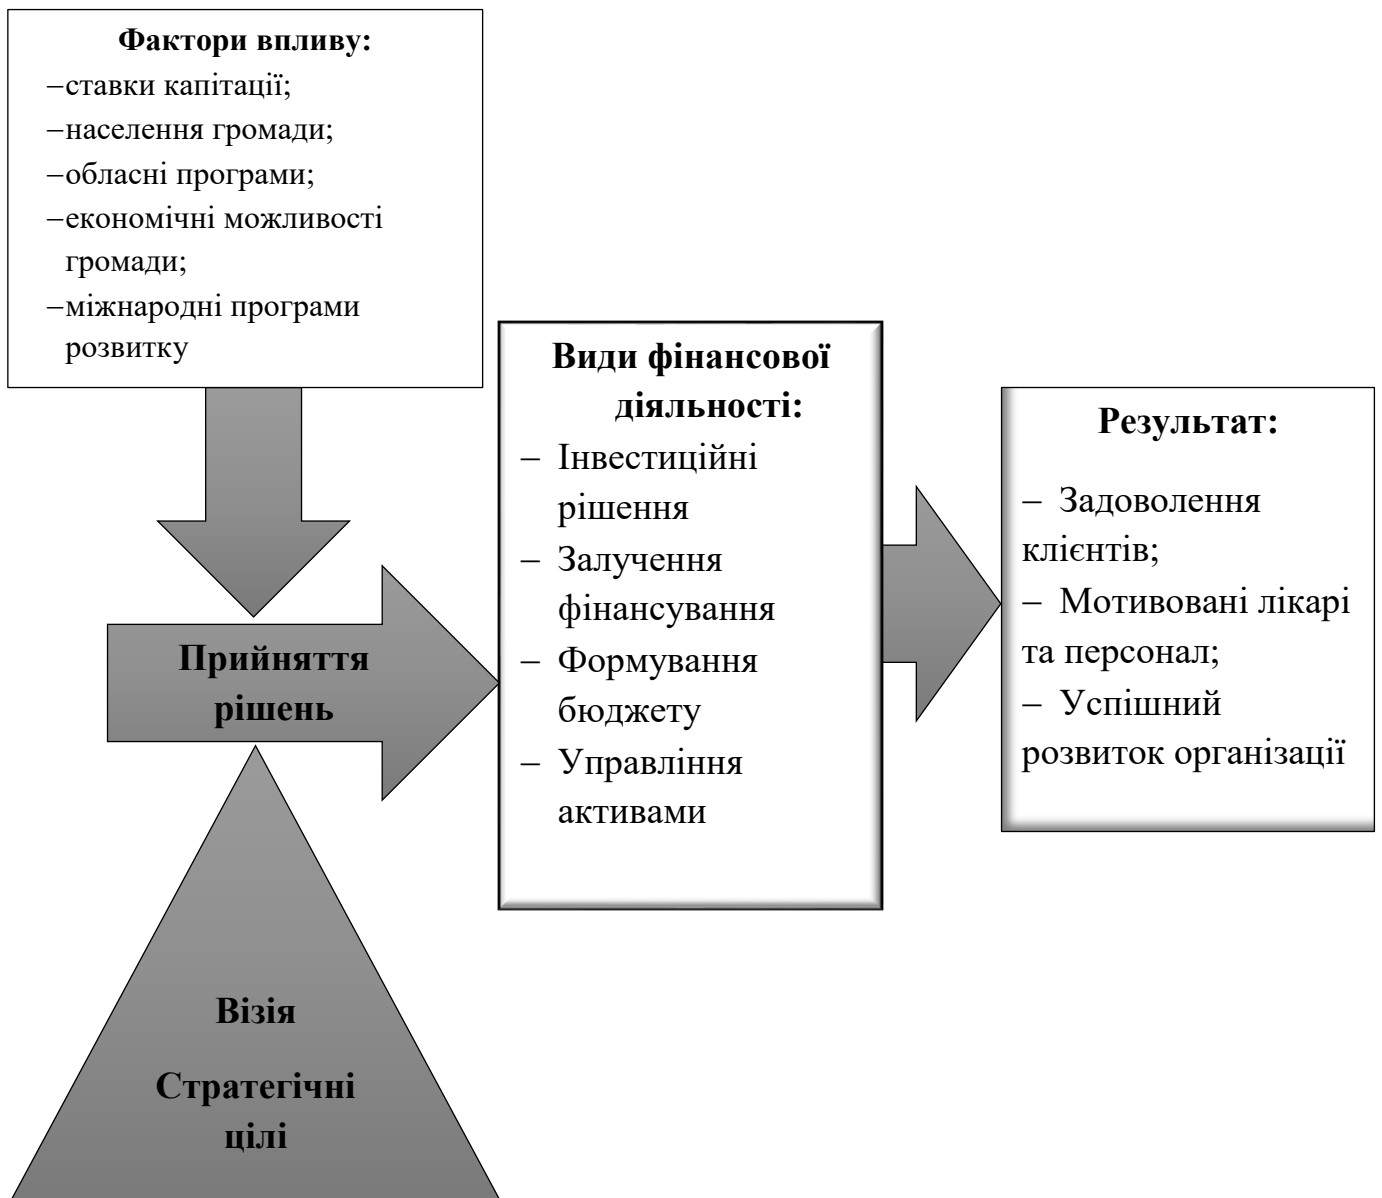 Фактори впливу:
–ставки капітації;
–населення громади;
–обласні програми;
–економічні можливості
громади;
–міжнародні програми
розвитку
Прийняття
рішень
Візія
Стратегічні
цілі
Види фінансової
діяльності:
– Інвестиційні
рішення
– Залучення
фінансування
– Формування
бюджету
– Управління
активами
Результат:
– Задоволення
клієнтів;
– Мотивовані лікарі
та персонал;
– Успішний
розвиток організації